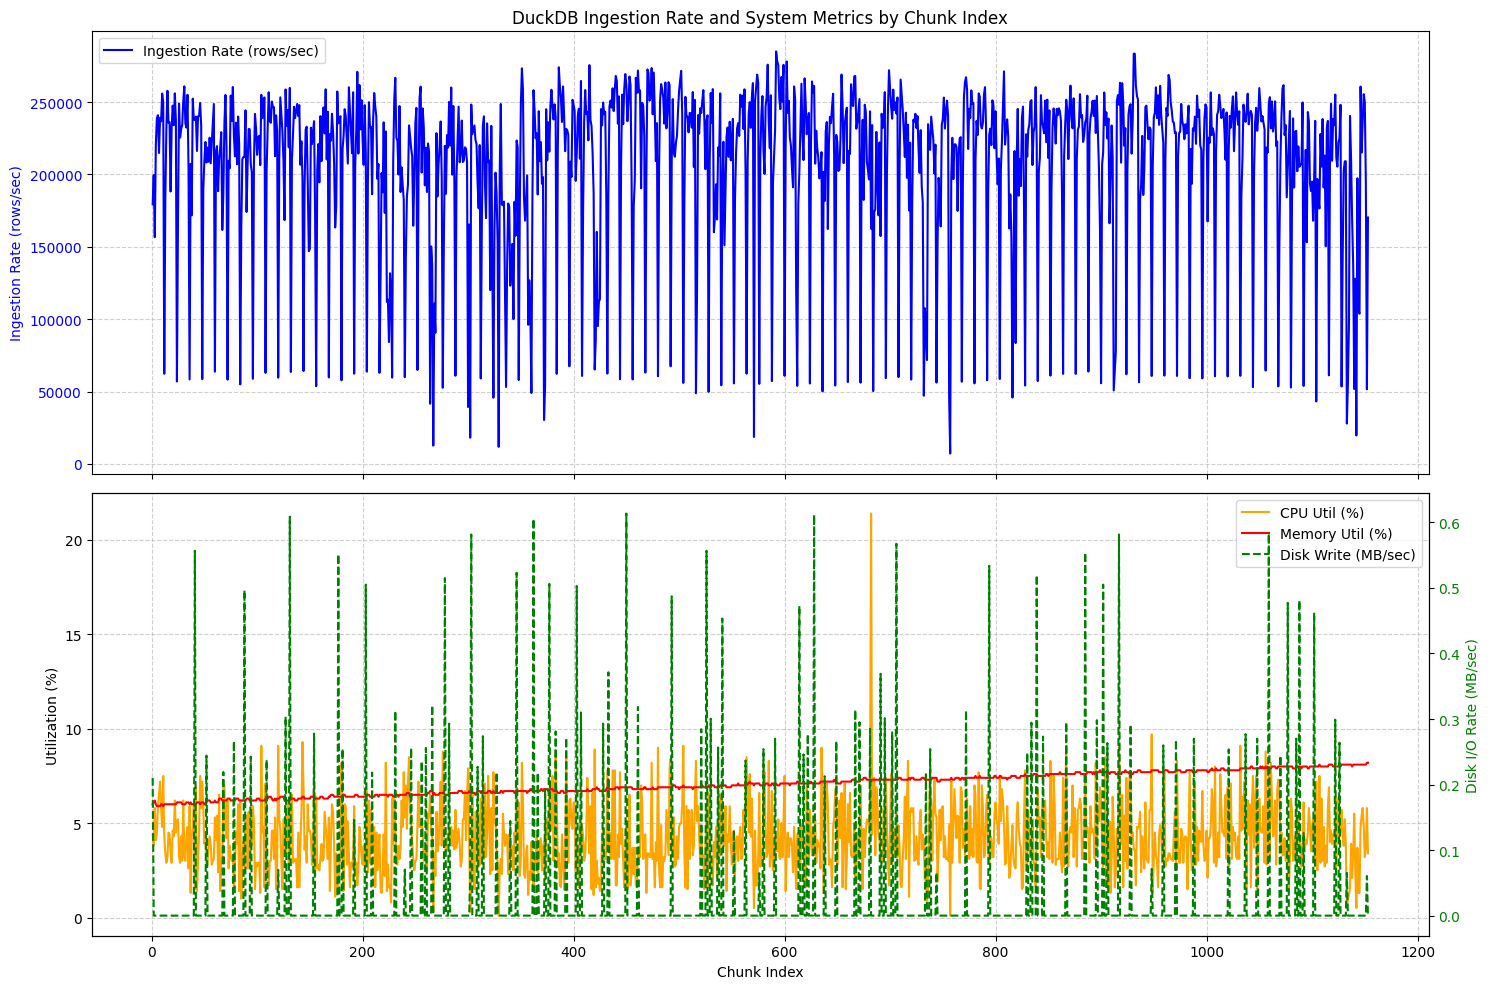 DuckDB Ingestion Rate and System Metrics by Chunk Index
Ingestion Rate (rows/sec)
Ingestion Rate (rows/sec)
250000
200000
150000
100000
50000
0
CPU Util (%)
Memory Util (%)
Disk Write (MB/sec)
Utilization (%)
20
15
10
5
0
Disk I/O Rate (MB/sec)
0.6
0.5
0.4
0.3
0.2
0.1
0.0
0 200 400 600 800 1000 1200
Chunk Index